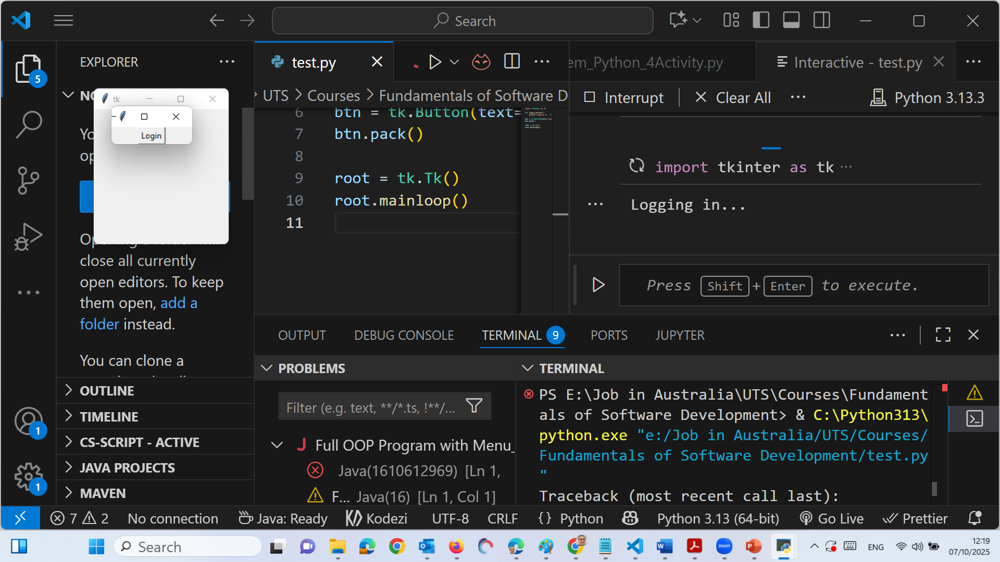 Search
EXPLORER
5
test.py
em_Python_4Activity.py
Interactive - test.py
UTS > Courses > Fundamentals of Software D
Interrupt
Clear All
Python 3.13.3
tk
Login
6 btn = tk.Button(text=
7 btn.pack()
8
9 root = tk.Tk()
10 root.mainloop()
11
import tkinter as tk ...
Logging in...
Press Shift + Enter to execute.
close all currently
open editors. To keep
them open, add a
folder instead.
You can clone a
OUTLINE
TIMELINE
CS-SCRIPT - ACTIVE
JAVA PROJECTS
MAVEN
1
1
OUTPUT
DEBUG CONSOLE
TERMINAL 9
PORTS
JUPYTER
PROBLEMS
Filter (e.g. text, **/*.ts, !**/...
Full OOP Program with Menu_
Java(1610612969) [Ln 1,
F... Java(16) [Ln 1, Col 1]
TERMINAL
PS E:\Job in Australia\UTS\Courses\Fundament
als of Software Development> & C:\Python313\
python.exe "e:/Job in Australia/UTS/Courses/
Fundamentals of Software Development/test.py
"
Traceback (most recent call last):
7 2 No connection Java: Ready Kodezi UTF-8 CRLF {} Python Python 3.13 (64-bit) Go Live Prettier
Search
zoom
ENG
12:19
07/10/2025